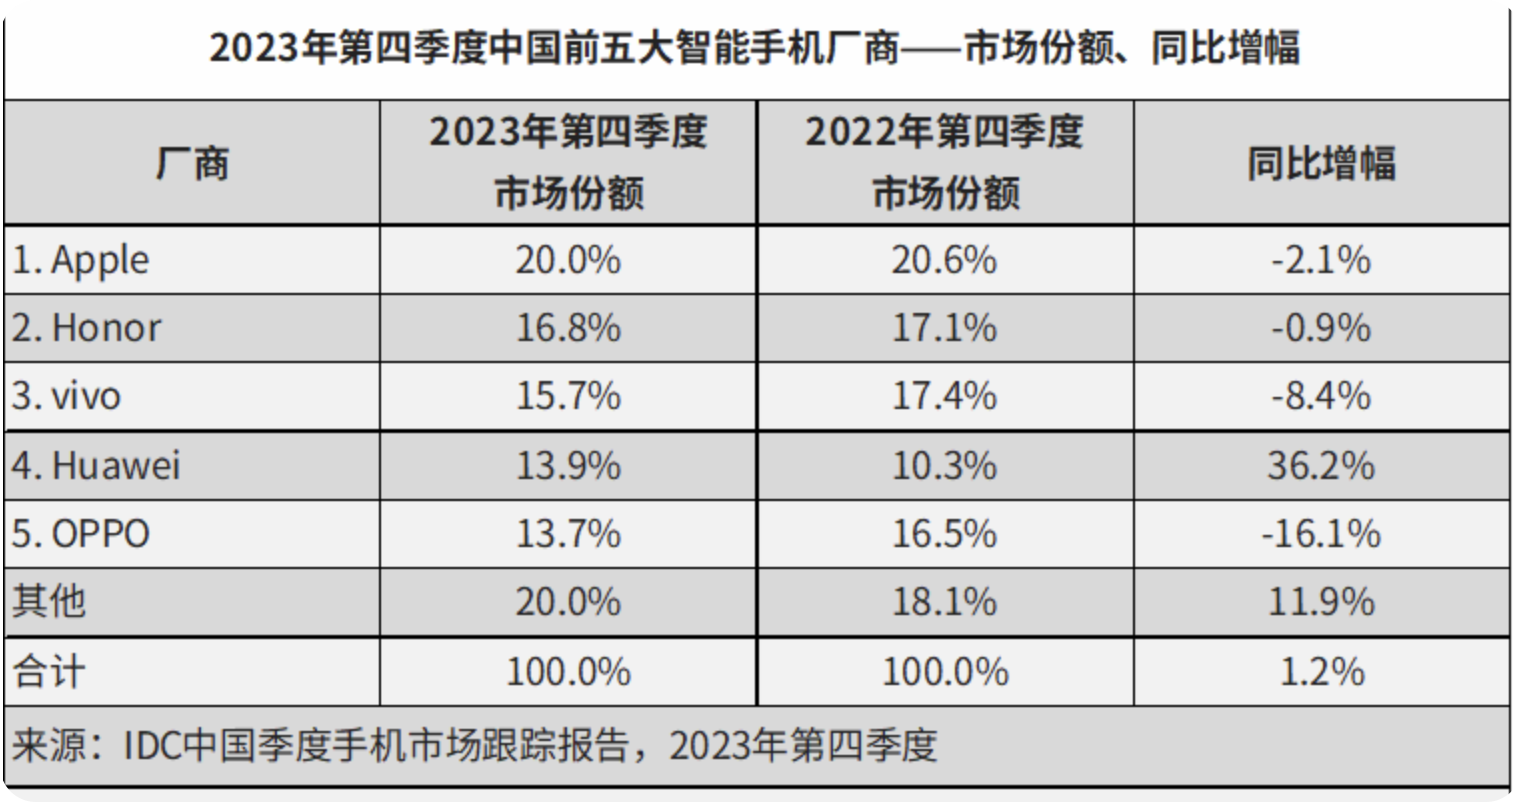 2023年第四季度中国前五大智能手机厂商——市场份额、同比增幅
厂商 2023年第四季度市场份额 2022年第四季度市场份额 同比增幅
1. Apple 20.0% 20.6% -2.1%
2. Honor 16.8% 17.1% -0.9%
3. vivo 15.7% 17.4% -8.4%
4. Huawei 13.9% 10.3% 36.2%
5. OPPO 13.7% 16.5% -16.1%
其他 20.0% 18.1% 11.9%
合计 100.0% 100.0% 1.2%
来源：IDC中国季度手机市场跟踪报告，2023年第四季度